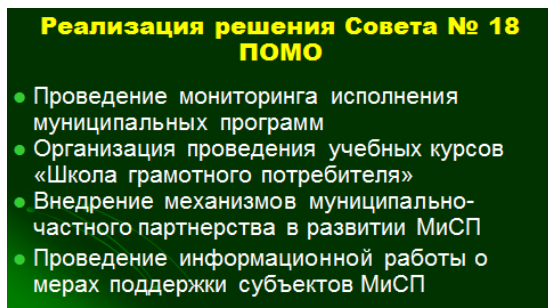 Реализация решения Совета № 18
ПОМО
Проведение мониторинга исполнения
муниципальных программ
Организация проведения учебных курсов
«Школа грамотного потребителя»
Внедрение механизмов муниципально-
частного партнерства в развитии МиСП
Проведение информационной работы о
мерах поддержки субъектов МиСП